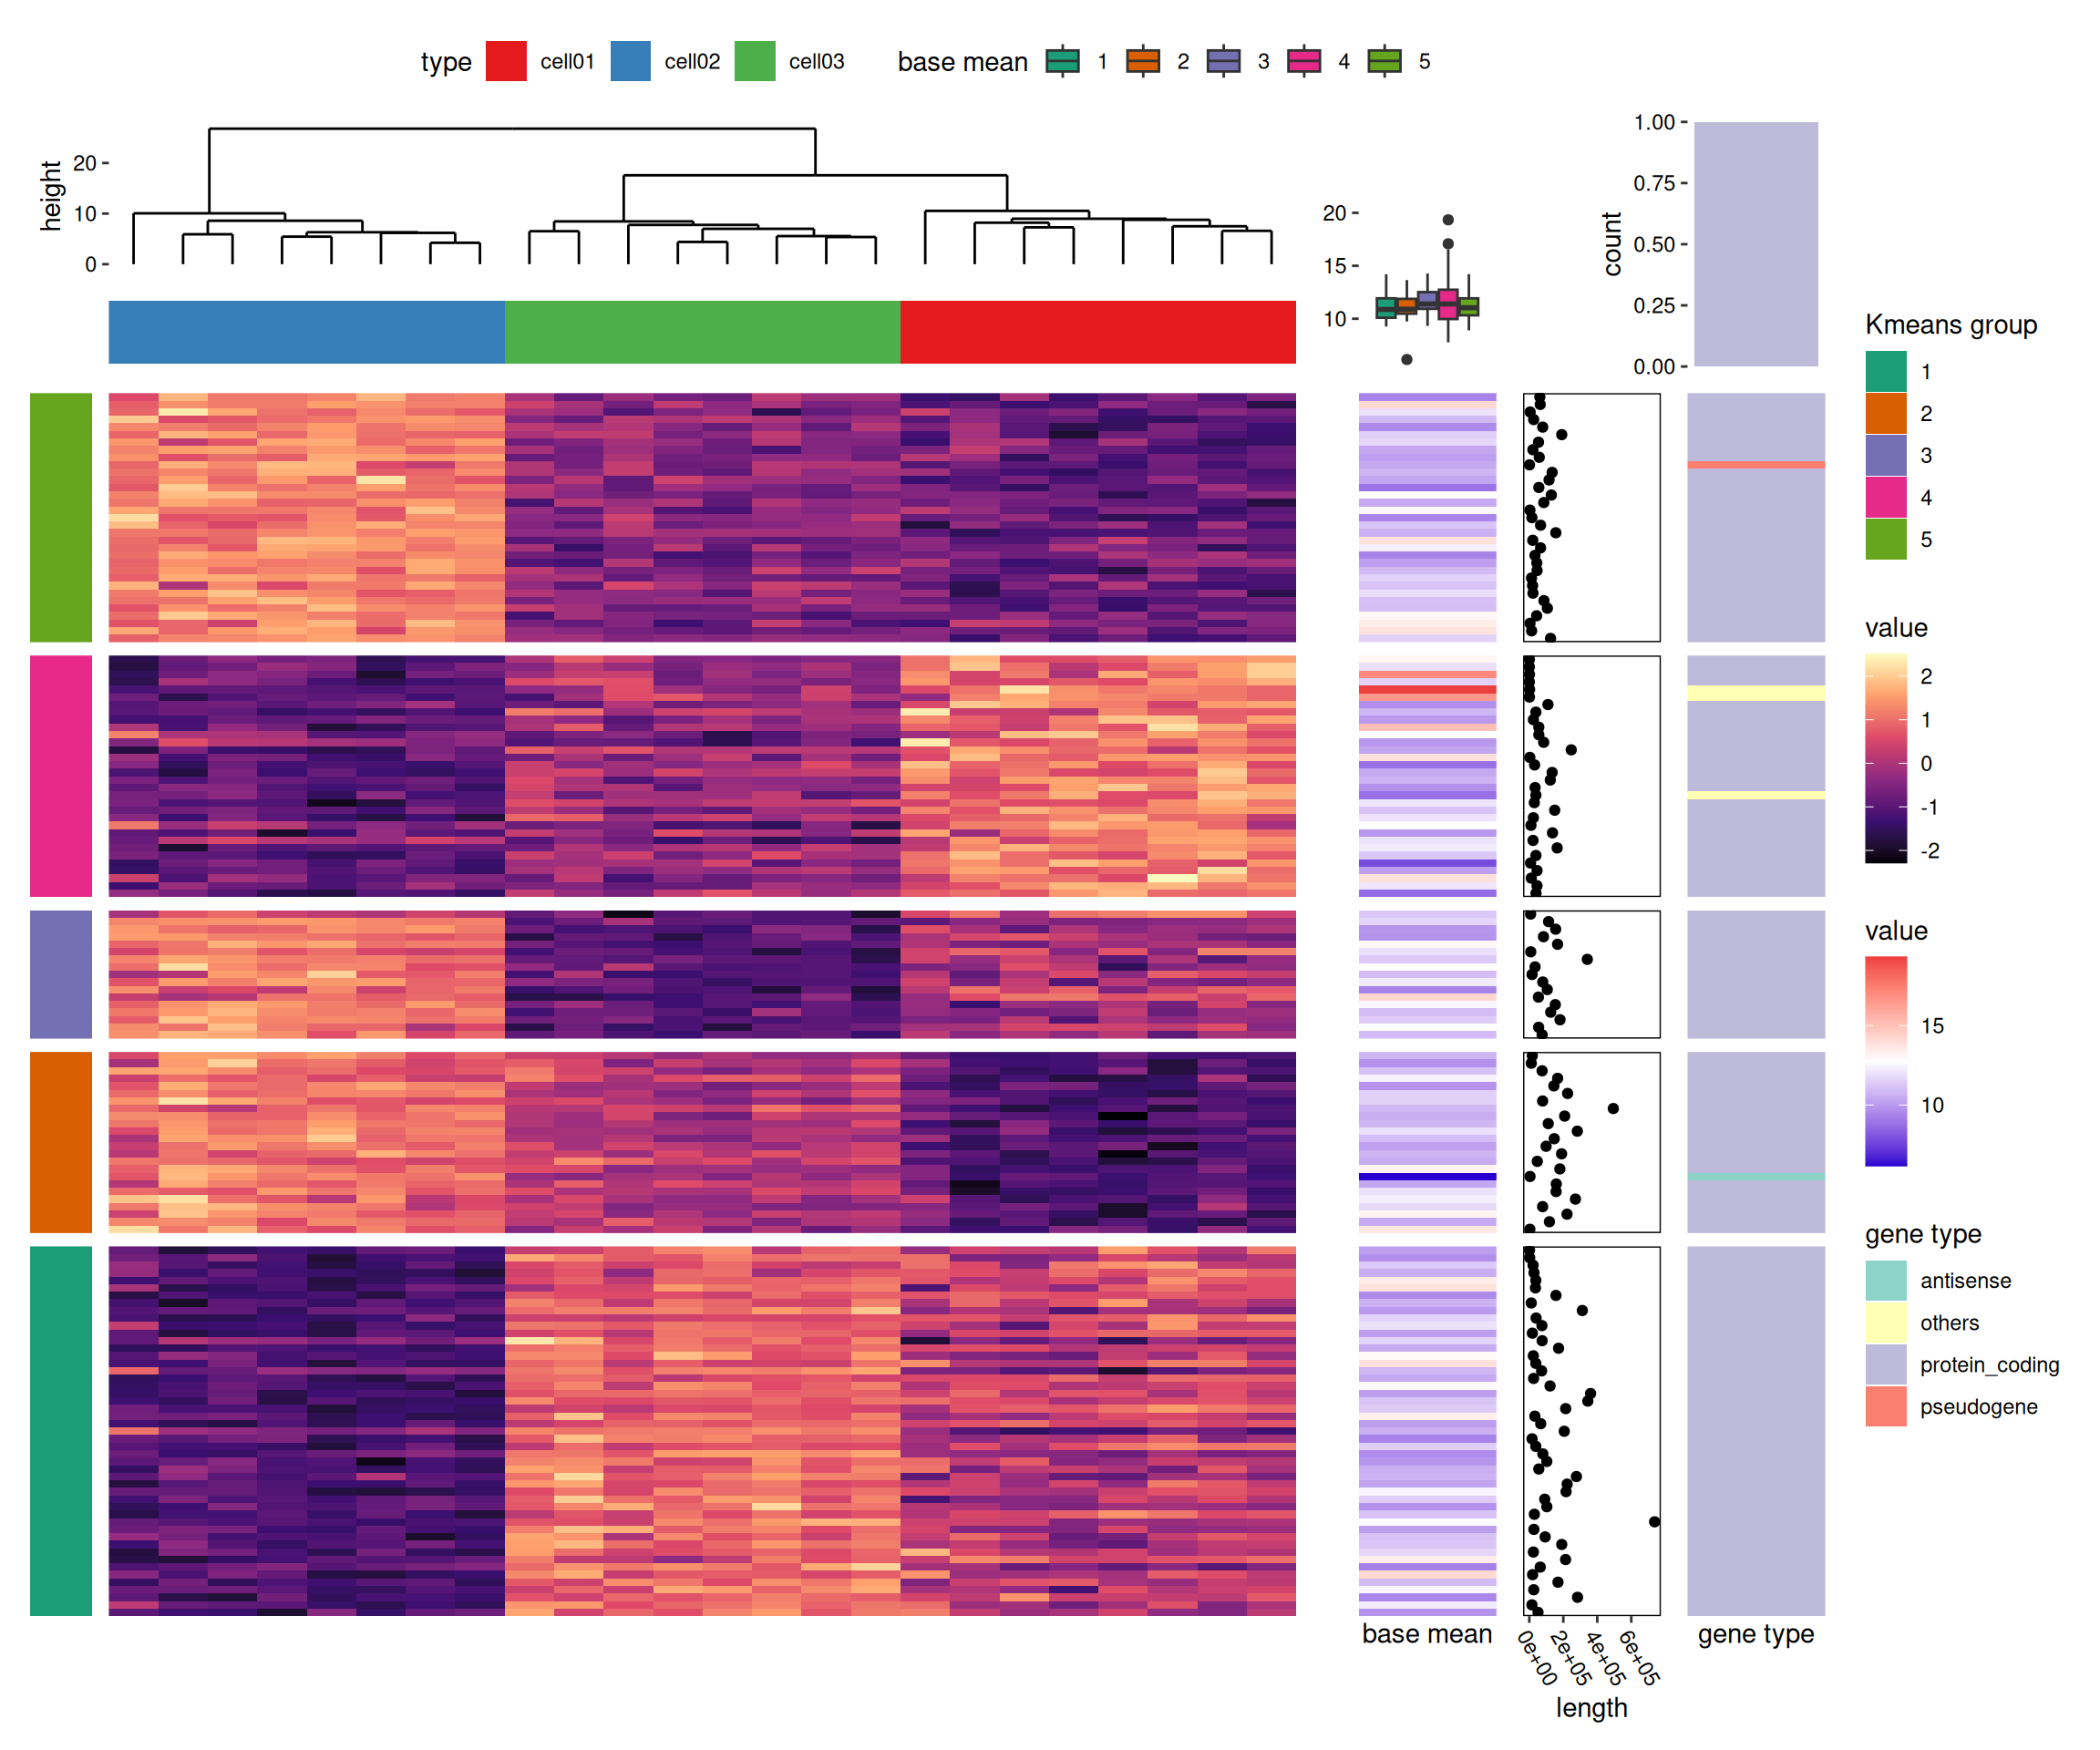 type cell01 cell02 cell03 base mean 1 2 3 4 5
height
20
10
0
20
15
10
count
1.00
0.75
0.50
0.25
0.00
Kmeans group
1
2
3
4
5
value
2
1
0
-1
-2
value
15
10
gene type
antisense
others
protein_coding
pseudogene
base mean
0e+00 2e+05 4e+05 6e+05
length
gene type